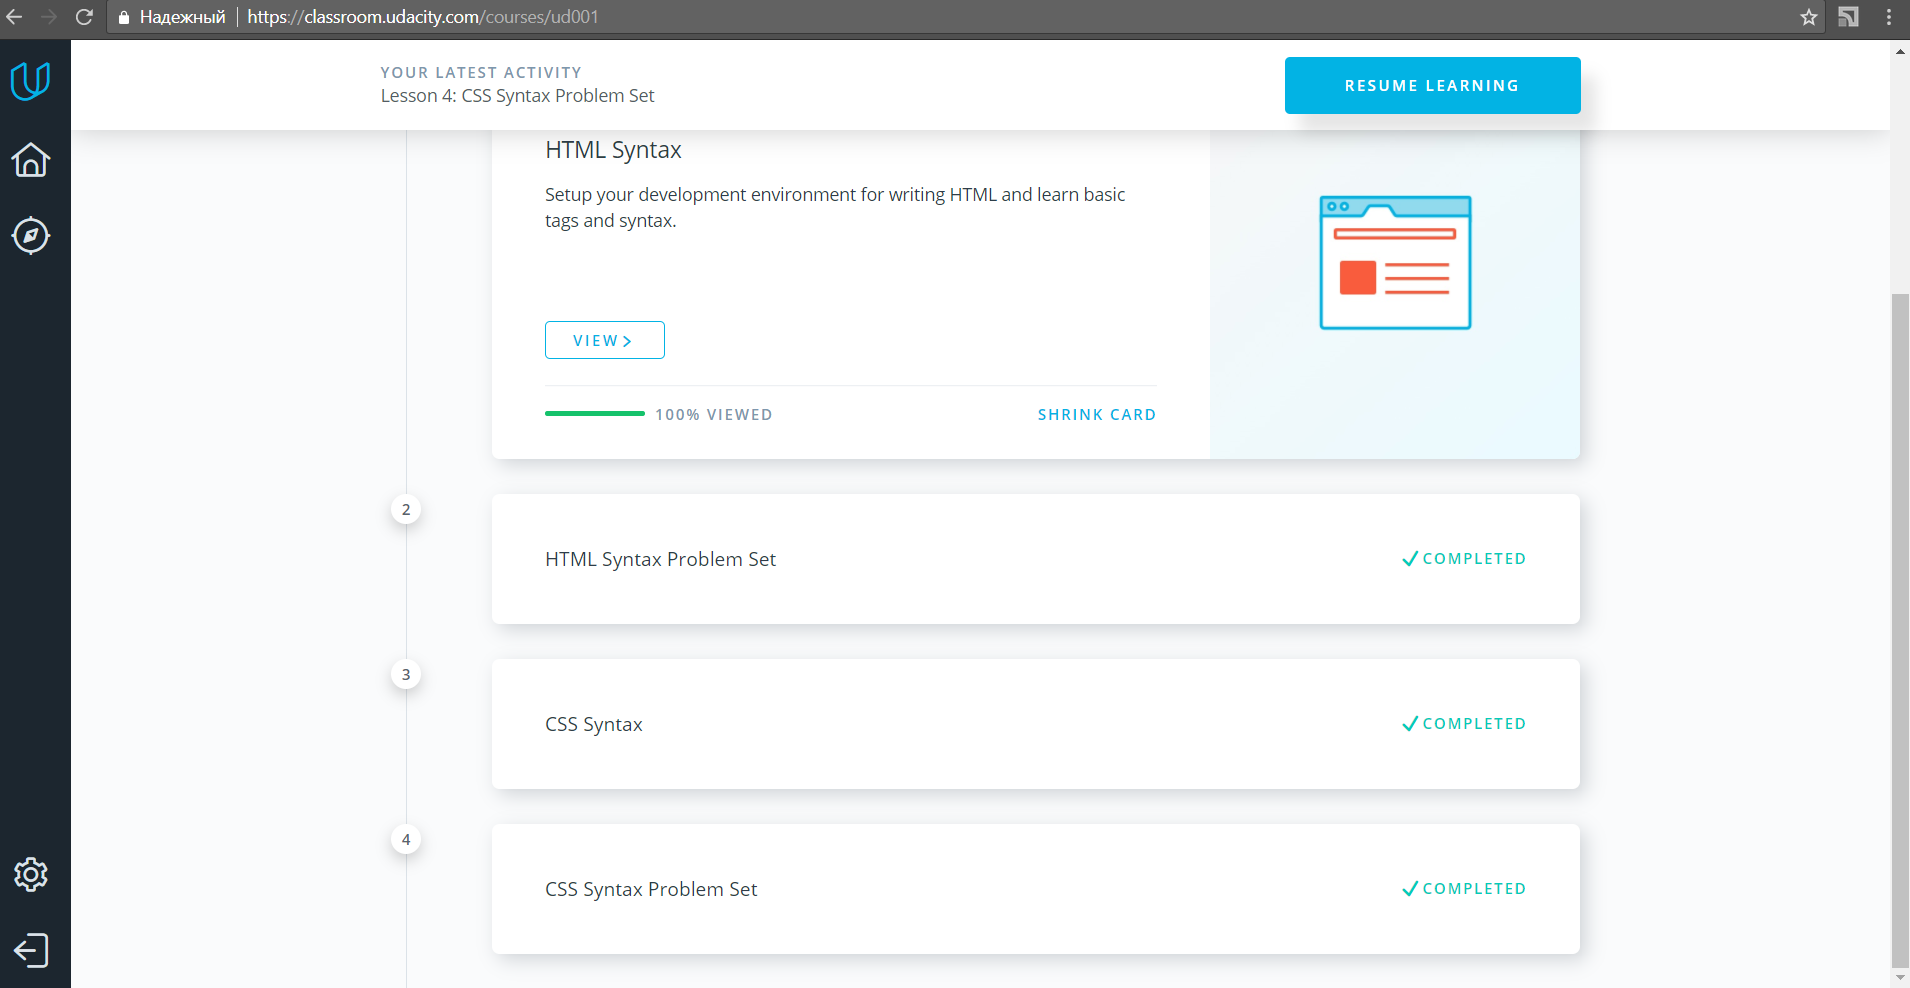 Надежный https://classroom.udacity.com/courses/ud001
YOUR LATEST ACTIVITY
Lesson 4: CSS Syntax Problem Set
RESUME LEARNING
HTML Syntax
Setup your development environment for writing HTML and learn basic
tags and syntax.
VIEW
100% VIEWED
SHRINK CARD
2
HTML Syntax Problem Set
COMPLETED
3
CSS Syntax
COMPLETED
4
CSS Syntax Problem Set
COMPLETED